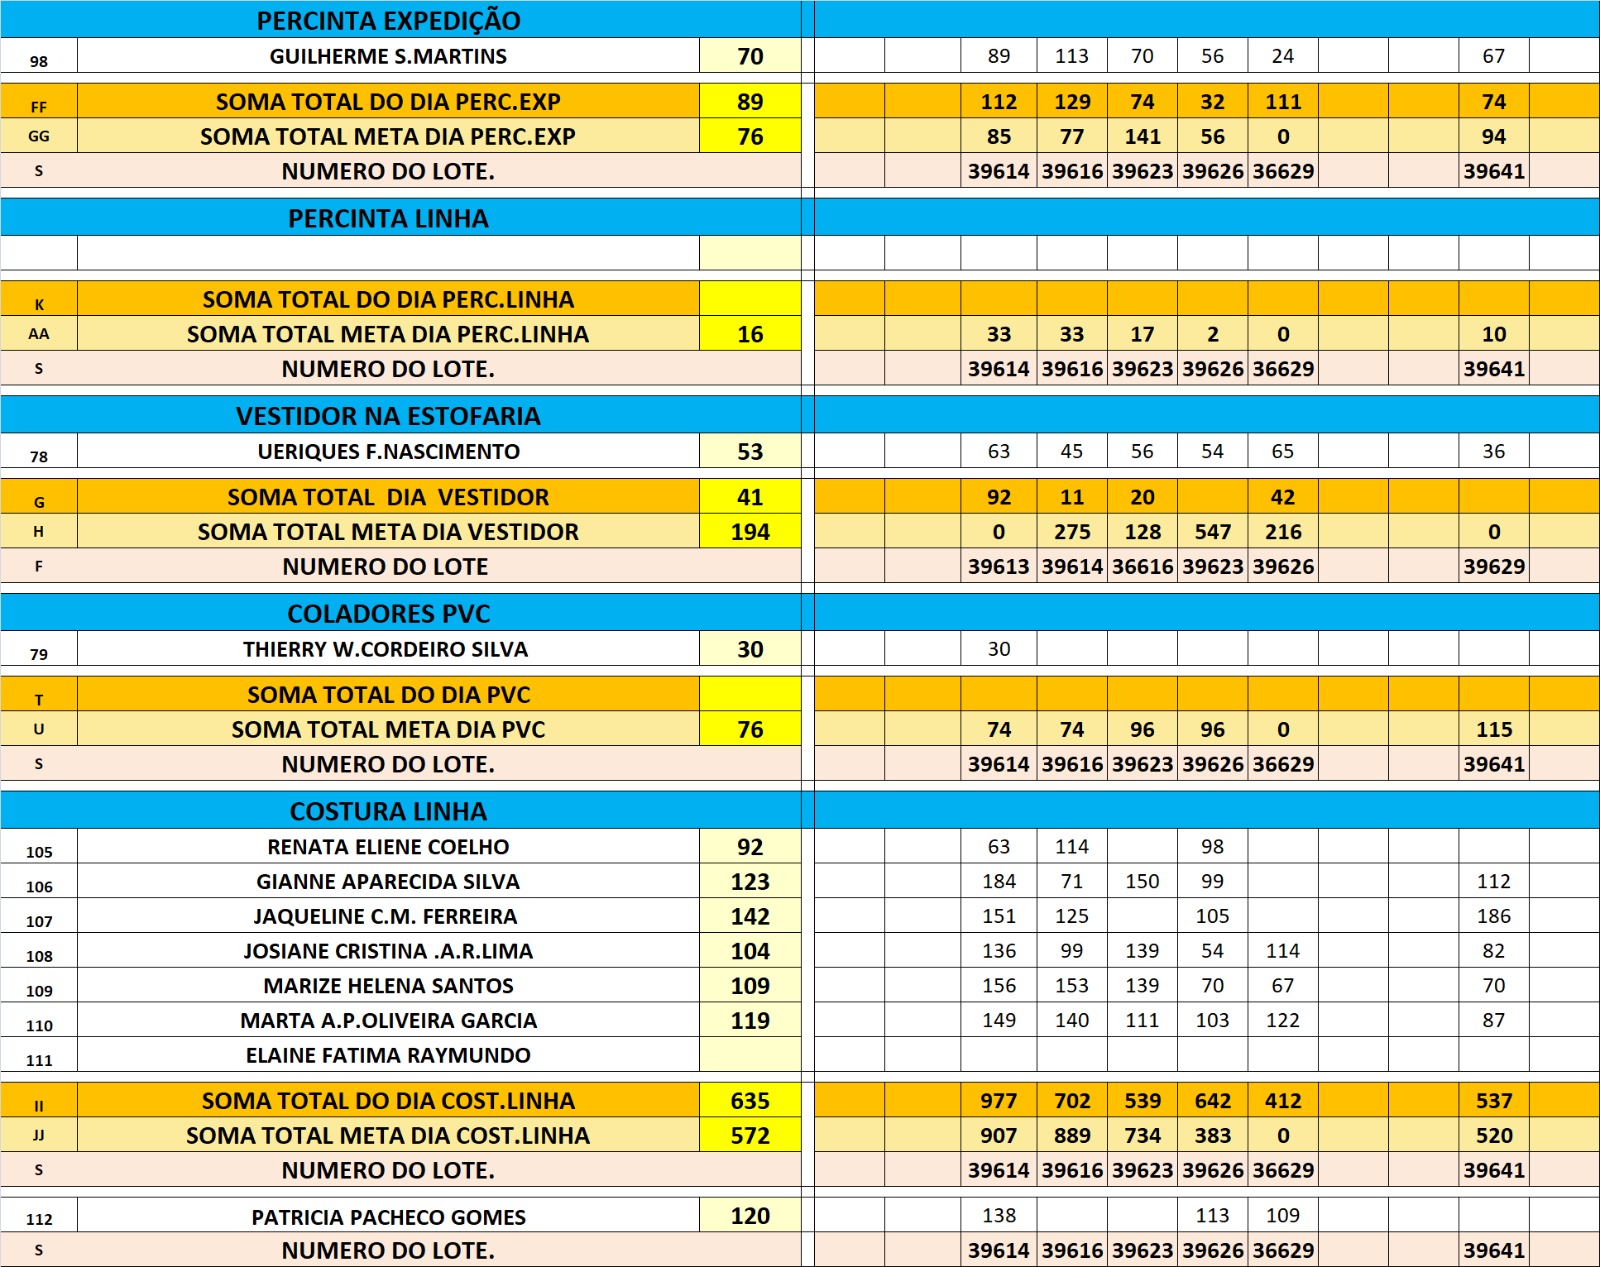 PERCINTA EXPEDIÇÃO
98 GUILHERME S.MARTINS 70 89 113 70 56 24 67
FF SOMA TOTAL DO DIA PERC.EXP 89 112 129 74 32 111 74
GG SOMA TOTAL META DIA PERC.EXP 76 85 77 141 56 0 94
S NUMERO DO LOTE. 39614 39616 39623 39626 36629 39641
PERCINTA LINHA
K SOMA TOTAL DO DIA PERC.LINHA
AA SOMA TOTAL META DIA PERC.LINHA 16 33 33 17 2 0 10
S NUMERO DO LOTE. 39614 39616 39623 39626 36629 39641
VESTIDOR NA ESTOFARIA
78 UERIQUES F.NASCIMENTO 53 63 45 56 54 65 36
G SOMA TOTAL DIA VESTIDOR 41 92 11 20 42
H SOMA TOTAL META DIA VESTIDOR 194 0 275 128 547 216 0
F NUMERO DO LOTE 39613 39614 36616 39623 39626 39629
COLADORES PVC
79 THIERRY W.CORDEIRO SILVA 30 30
T SOMA TOTAL DO DIA PVC
U SOMA TOTAL META DIA PVC 76 74 74 96 96 0 115
S NUMERO DO LOTE. 39614 39616 39623 39626 36629 39641
COSTURA LINHA
105 RENATA ELIENE COELHO 92 63 114 98
106 GIANNE APARECIDA SILVA 123 184 71 150 99 112
107 JAQUELINE C.M. FERREIRA 142 151 125 105 186
108 JOSIANE CRISTINA .A.R.LIMA 104 136 99 139 54 114 82
109 MARIZE HELENA SANTOS 109 156 153 139 70 67 70
110 MARTA A.P.OLIVEIRA GARCIA 119 149 140 111 103 122 87
111 ELAINE FATIMA RAYMUNDO
II SOMA TOTAL DO DIA COST.LINHA 635 977 702 539 642 412 537
JJ SOMA TOTAL META DIA COST.LINHA 572 907 889 734 383 0 520
S NUMERO DO LOTE. 39614 39616 39623 39626 36629 39641
112 PATRICIA PACHECO GOMES 120 138 113 109
S NUMERO DO LOTE. 39614 39616 39623 39626 36629 39641